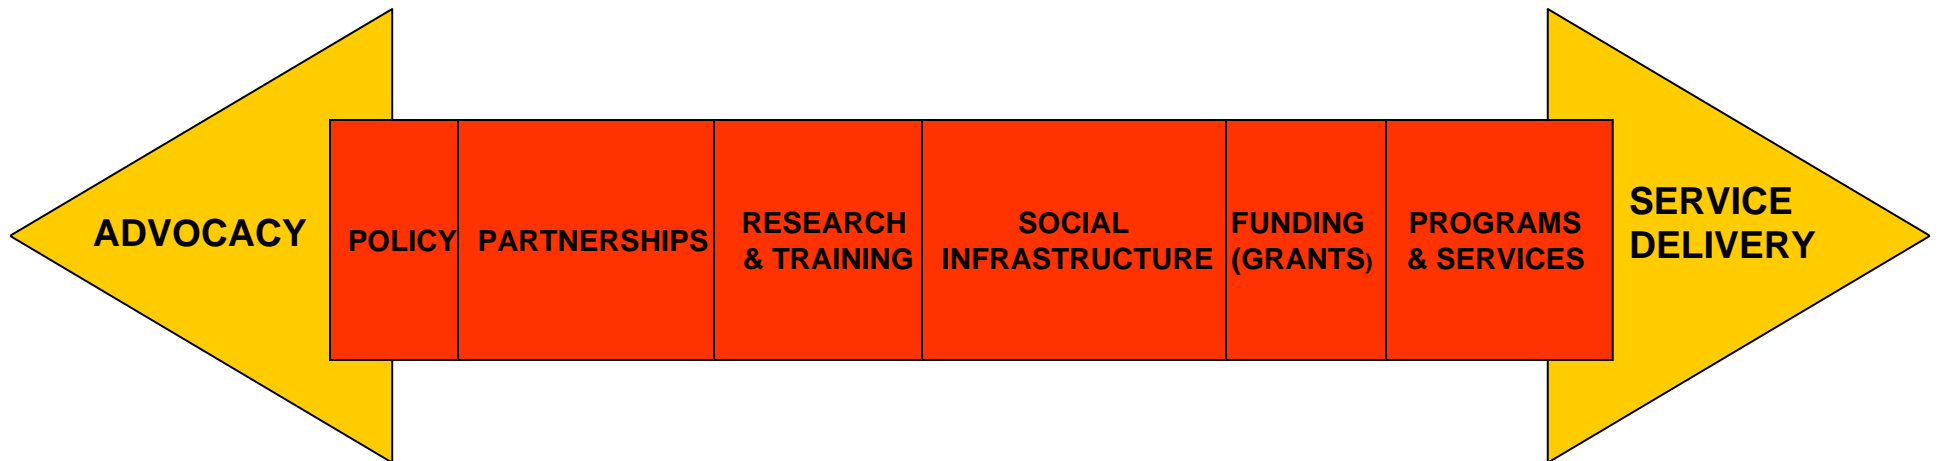 ADVOCACY
POLICY
PARTNERSHIPS
RESEARCH
& TRAINING
SOCIAL
INFRASTRUCTURE
FUNDING
(GRANTS)
PROGRAMS
& SERVICES
SERVICE
DELIVERY